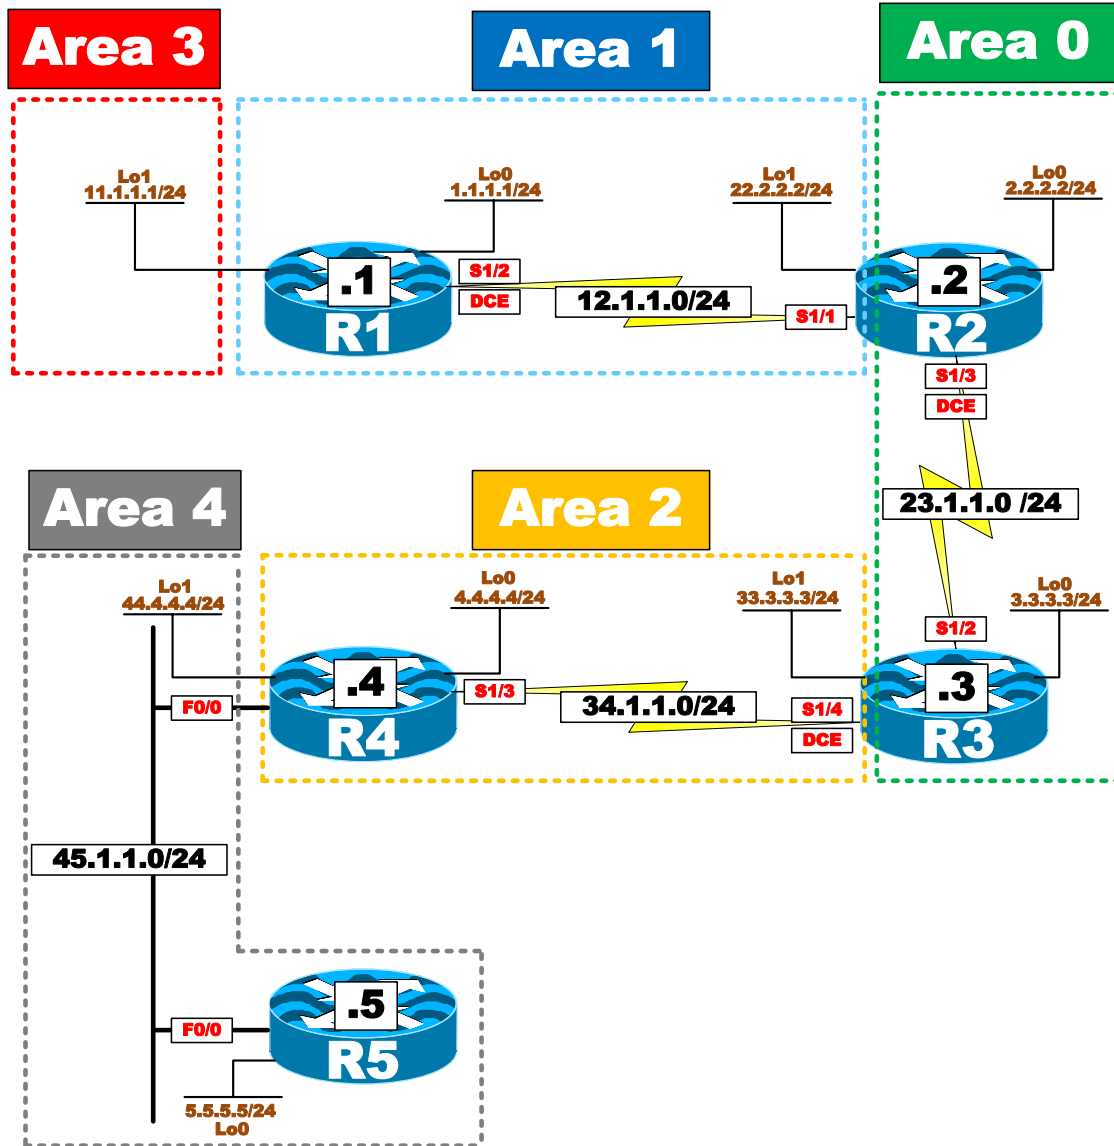 Area 3
Area 1
Area 0
Lo1
11.1.1.1/24
Lo0
1.1.1.1/24
Lo1
22.2.2.2/24
Lo0
2.2.2.2/24
.1
R1
S1/2
DCE
12.1.1.0/24
S1/1
.2
R2
S1/3
DCE
23.1.1.0 /24
Area 4
Area 2
Lo1
44.4.4.4/24
Lo0
4.4.4.4/24
Lo1
33.3.3.3/24
Lo0
3.3.3.3/24
S1/2
F0/0
.4
R4
S1/3
34.1.1.0/24
S1/4
DCE
.3
R3
45.1.1.0/24
F0/0
.5
R5
5.5.5.5/24
Lo0